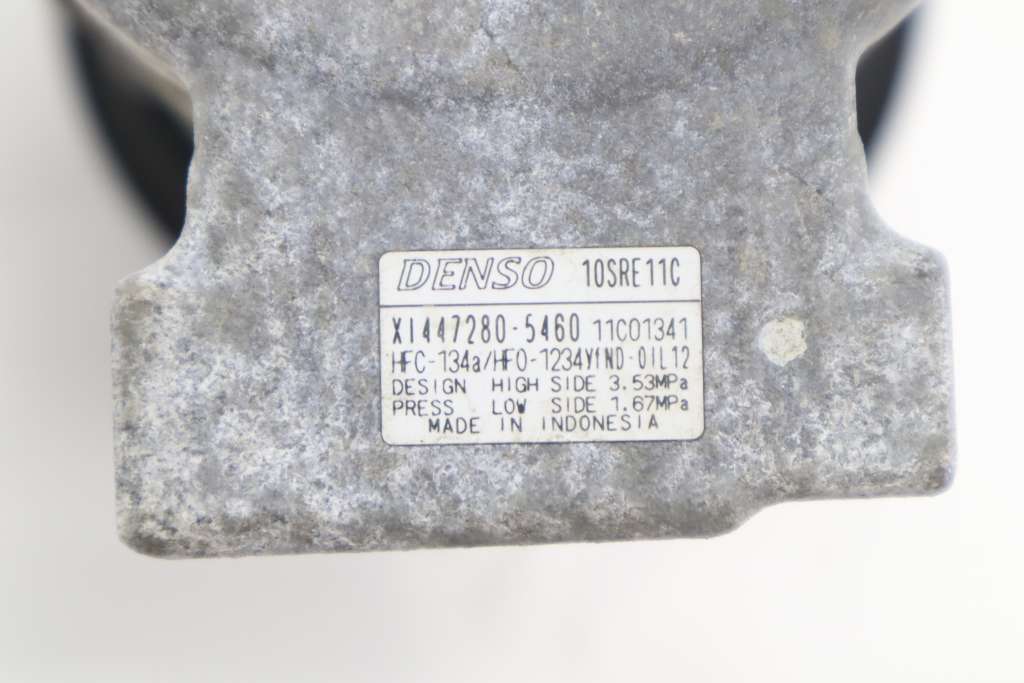 DENSO 10SRE11C
X1447280-5460 11C01341
HFC-134a/HFO-1234YfND-OIL12
DESIGN HIGH SIDE 3.53MPa
PRESS LOW SIDE 1.67MPa
MADE IN INDONESIA